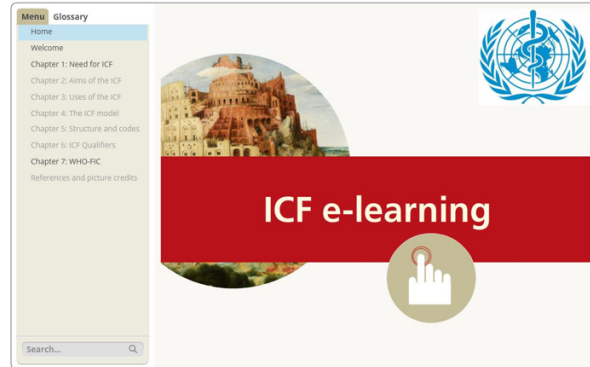 Menu Glossary
Home
Welcome
Chapter 1: Need for ICF
Chapter 2: Aims of the ICF
Chapter 3: Uses of the ICF
Chapter 4: The ICF model
Chapter 5: Structure and codes
Chapter 6: ICF Qualifiers
Chapter 7: WHO-FIC
References and picture credits
Search...
ICF e-learning